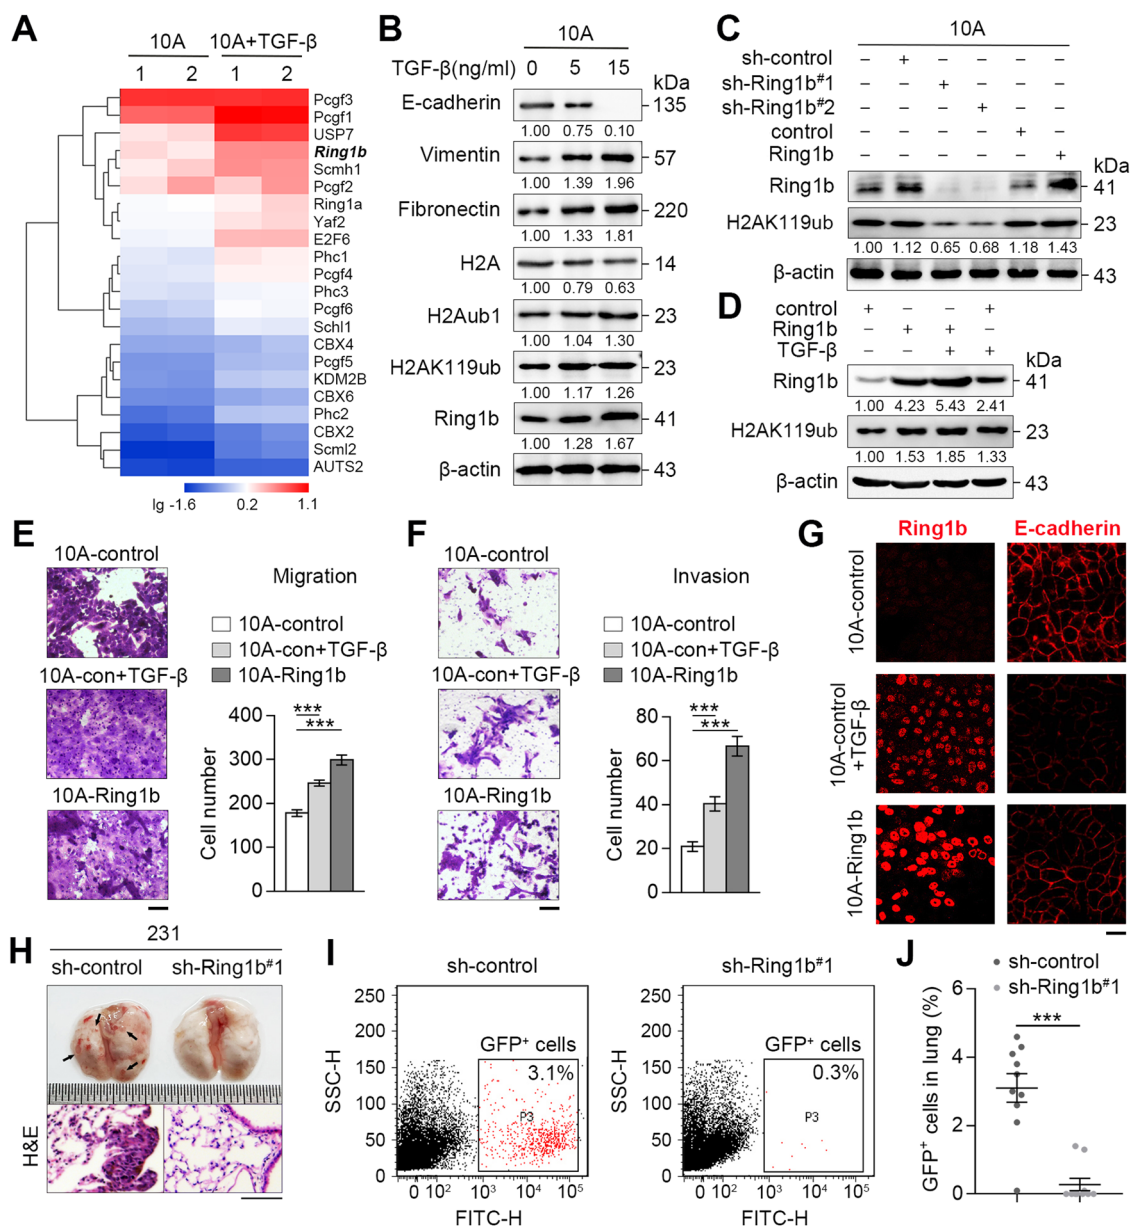 A
10A 10A+TGF-β
1 2 1 2
Pcgf3
Pcgf1
USP7
Ring1b
Scmh1
Pcgf2
Ring1a
Yaf2
E2F6
Phc1
Pcgf4
Phc3
Pcgf6
Schl1
CBX4
Pcgf5
KDM2B
CBX6
Phc2
CBX2
Scml2
AUTS2
lg -1.6 0.2 1.1
B
10A
TGF-β(ng/ml) 0 5 15 kDa
E-cadherin 135
1.00 0.75 0.10
Vimentin 57
1.00 1.39 1.96
Fibronectin 220
1.00 1.33 1.81
H2A 14
1.00 0.79 0.63
H2Aub1 23
1.00 1.04 1.30
H2AK119ub 23
1.00 1.17 1.26
Ring1b 41
1.00 1.28 1.67
β-actin 43
C
10A
sh-control − + − − − −
sh-Ring1b#1 − − + − − −
sh-Ring1b#2 − − − + − −
control − − − − + −
Ring1b − − − − − + kDa
Ring1b 41
H2AK119ub 23
1.00 1.12 0.65 0.68 1.18 1.43
β-actin 43
D
control + − − +
Ring1b − + + −
TGF-β − − + + kDa
Ring1b 41
1.00 4.23 5.43 2.41
H2AK119ub 23
1.00 1.53 1.85 1.33
β-actin 43
E
10A-control
10A-con+TGF-β
10A-Ring1b
Migration
10A-control
10A-con+TGF-β
10A-Ring1b
***
***
Cell number
400
300
200
100
0
F
10A-control
10A-con+TGF-β
10A-Ring1b
Invasion
10A-control
10A-con+TGF-β
10A-Ring1b
***
***
Cell number
80
60
40
20
0
G
Ring1b E-cadherin
10A-control
10A-control
+TGF-β
10A-Ring1b
H
231
sh-control sh-Ring1b#1
H&E
I
sh-control
SSC-H
250
200
150
100
50
0
GFP+ cells
3.1%
P3
0 10² 10³ 10⁴ 10⁵
FITC-H
sh-Ring1b#1
SSC-H
250
200
150
100
50
0
GFP+ cells
0.3%
P3
0 10² 10³ 10⁴ 10⁵
FITC-H
J
sh-control
sh-Ring1b#1
***
GFP+ cells in lung (%)
6
4
2
0